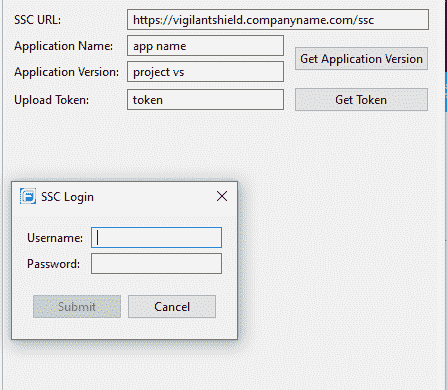 SSC URL: https://vigilantshield.companyname.com/ssc
Application Name: app name
Get Application Version
Application Version: project vs
Upload Token: token Get Token
SSC Login
Username:
Password:
Submit Cancel